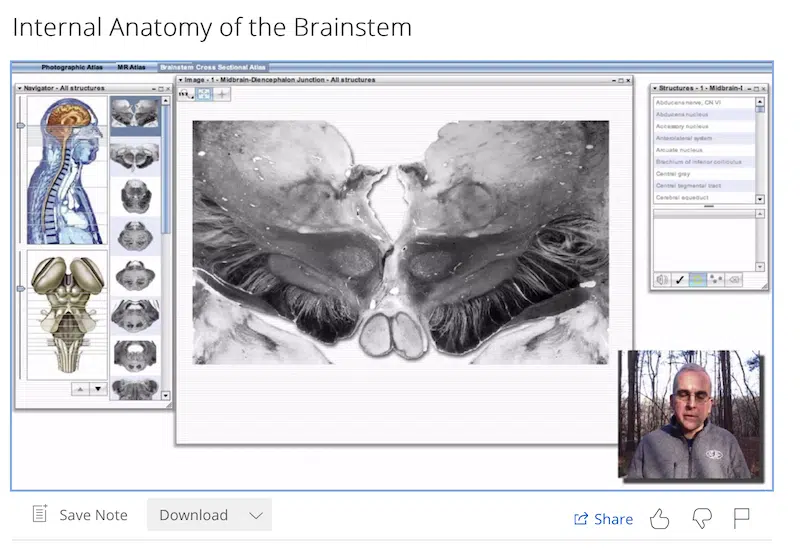 Internal Anatomy of the Brainstem
Photographic Atlas MR Atlas Brainstem Cross Sectional Atlas
Navigator - All structures
Image - 1 - Midbrain-Diencephalon Junction - All structures
Structures - 1 - Midbrain-D
Abducens nerve, CN VI
Abducens nucleus
Accessory nucleus
Anterolateral system
Arcuate nucleus
Brachium of inferior colliculus
Central gray
Central tegmental tract
Cerebral aqueduct
Save Note
Download
Share